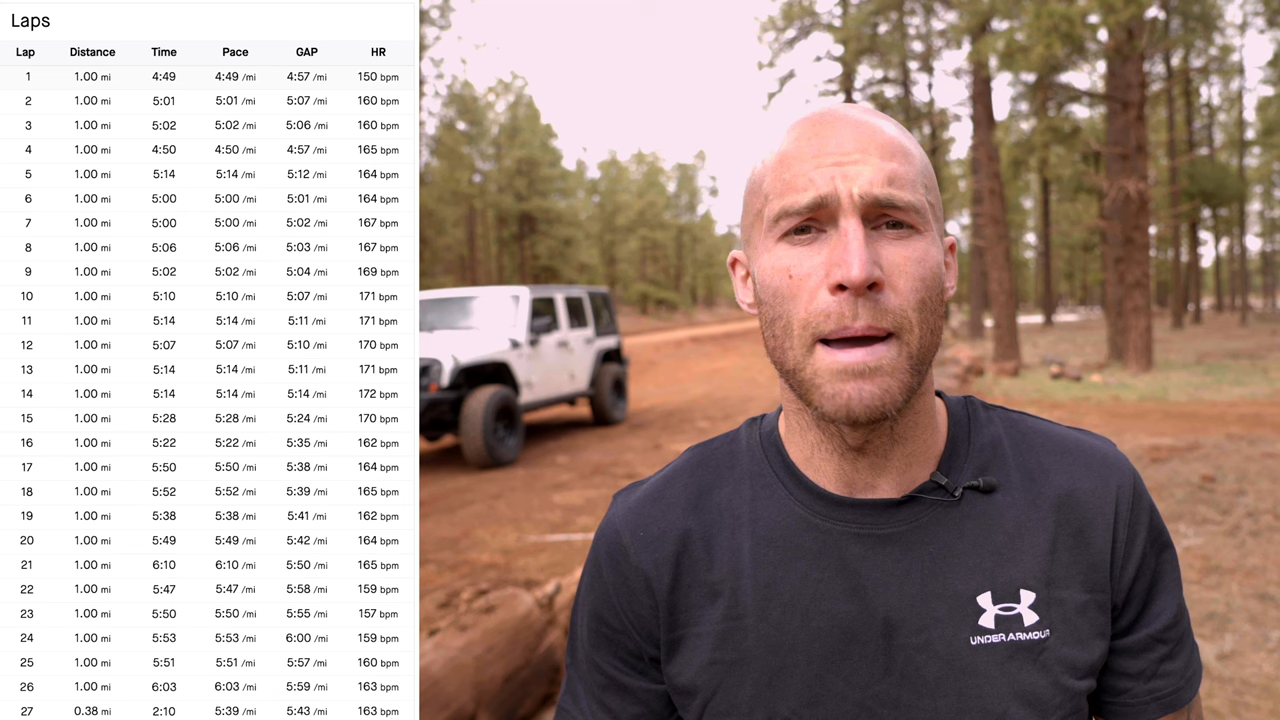 Laps
Lap Distance Time Pace GAP HR
1 1.00 mi 4:49 4:49 /mi 4:57 /mi 150 bpm
2 1.00 mi 5:01 5:01 /mi 5:07 /mi 160 bpm
3 1.00 mi 5:02 5:02 /mi 5:06 /mi 160 bpm
4 1.00 mi 4:50 4:50 /mi 4:57 /mi 165 bpm
5 1.00 mi 5:14 5:14 /mi 5:12 /mi 164 bpm
6 1.00 mi 5:00 5:00 /mi 5:01 /mi 164 bpm
7 1.00 mi 5:00 5:00 /mi 5:02 /mi 167 bpm
8 1.00 mi 5:06 5:06 /mi 5:03 /mi 167 bpm
9 1.00 mi 5:02 5:02 /mi 5:04 /mi 169 bpm
10 1.00 mi 5:10 5:10 /mi 5:07 /mi 171 bpm
11 1.00 mi 5:14 5:14 /mi 5:11 /mi 171 bpm
12 1.00 mi 5:07 5:07 /mi 5:10 /mi 170 bpm
13 1.00 mi 5:14 5:14 /mi 5:11 /mi 171 bpm
14 1.00 mi 5:14 5:14 /mi 5:14 /mi 172 bpm
15 1.00 mi 5:28 5:28 /mi 5:24 /mi 170 bpm
16 1.00 mi 5:22 5:22 /mi 5:35 /mi 162 bpm
17 1.00 mi 5:50 5:50 /mi 5:38 /mi 164 bpm
18 1.00 mi 5:52 5:52 /mi 5:39 /mi 165 bpm
19 1.00 mi 5:38 5:38 /mi 5:41 /mi 162 bpm
20 1.00 mi 5:49 5:49 /mi 5:42 /mi 164 bpm
21 1.00 mi 6:10 6:10 /mi 5:50 /mi 165 bpm
22 1.00 mi 5:47 5:47 /mi 5:58 /mi 159 bpm
23 1.00 mi 5:50 5:50 /mi 5:55 /mi 157 bpm
24 1.00 mi 5:53 5:53 /mi 6:00 /mi 159 bpm
25 1.00 mi 5:51 5:51 /mi 5:57 /mi 160 bpm
26 1.00 mi 6:03 6:03 /mi 5:59 /mi 163 bpm
27 0.38 mi 2:10 5:39 /mi 5:43 /mi 163 bpm
UNDER ARMOUR